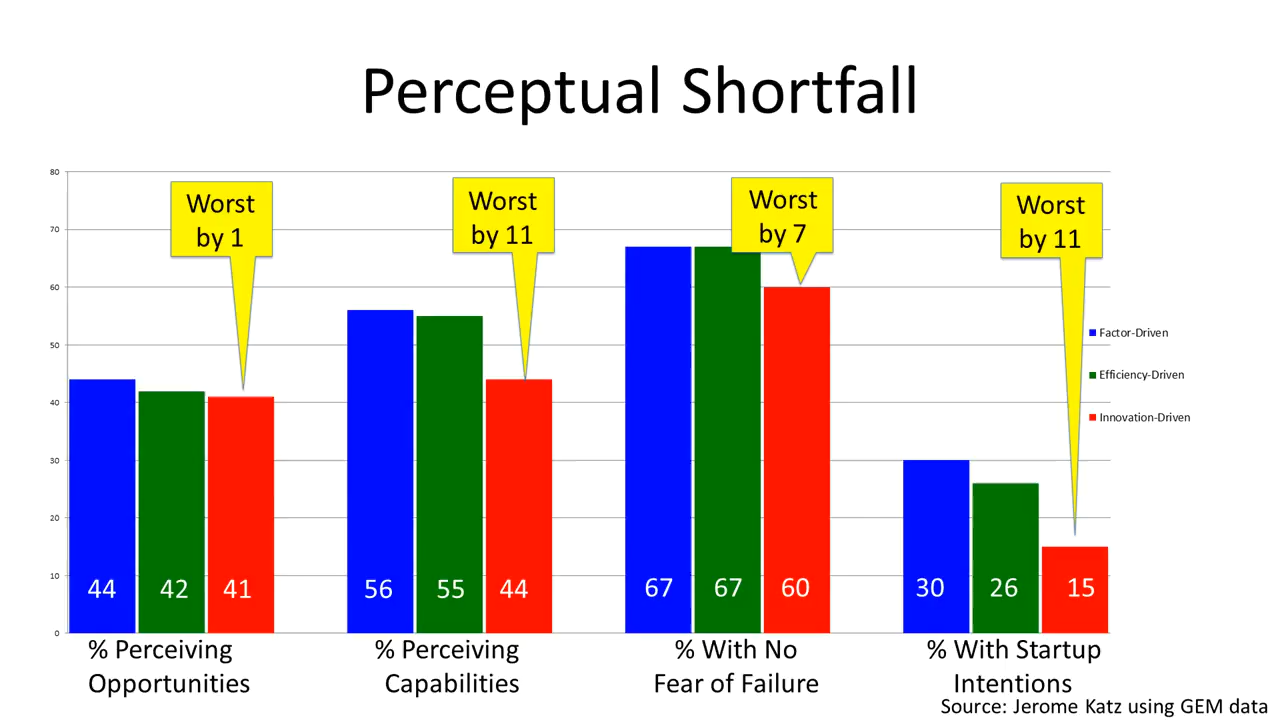 Perceptual Shortfall
80
70
60
50
40
30
20
10
0
Worst
by 1
Worst
by 11
Worst
by 7
Worst
by 11
Factor-Driven
Efficiency-Driven
Innovation-Driven
44 42 41
56 55 44
67 67 60
30 26 15
% Perceiving
Opportunities
% Perceiving
Capabilities
% With No
Fear of Failure
% With Startup
Intentions
Source: Jerome Katz using GEM data